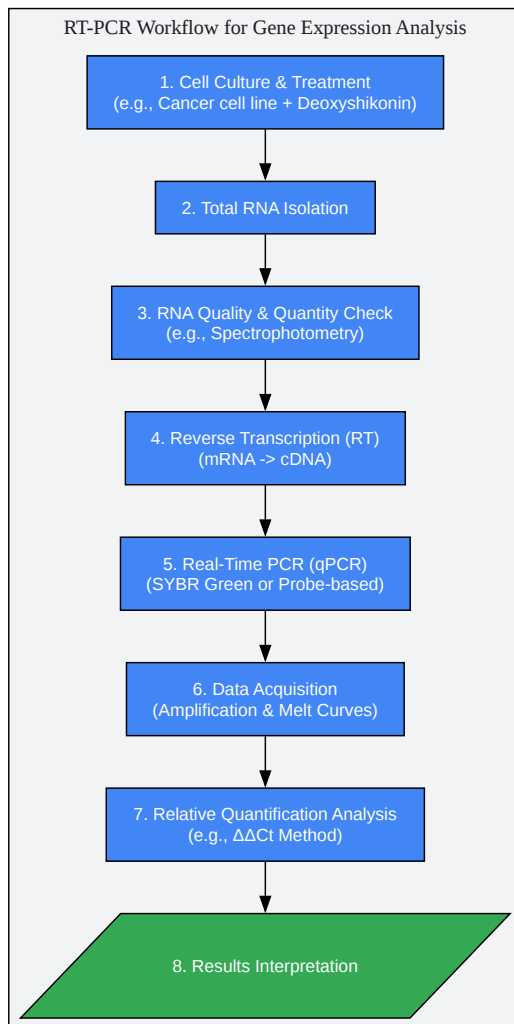 RT-PCR Workflow for Gene Expression Analysis
1. Cell Culture & Treatment
(e.g., Cancer cell line + Deoxyshikonin)
2. Total RNA Isolation
3. RNA Quality & Quantity Check
(e.g., Spectrophotometry)
4. Reverse Transcription (RT)
(mRNA -> cDNA)
5. Real-Time PCR (qPCR)
(SYBR Green or Probe-based)
6. Data Acquisition
(Amplification & Melt Curves)
7. Relative Quantification Analysis
(e.g., ΔΔCt Method)
8. Results Interpretation